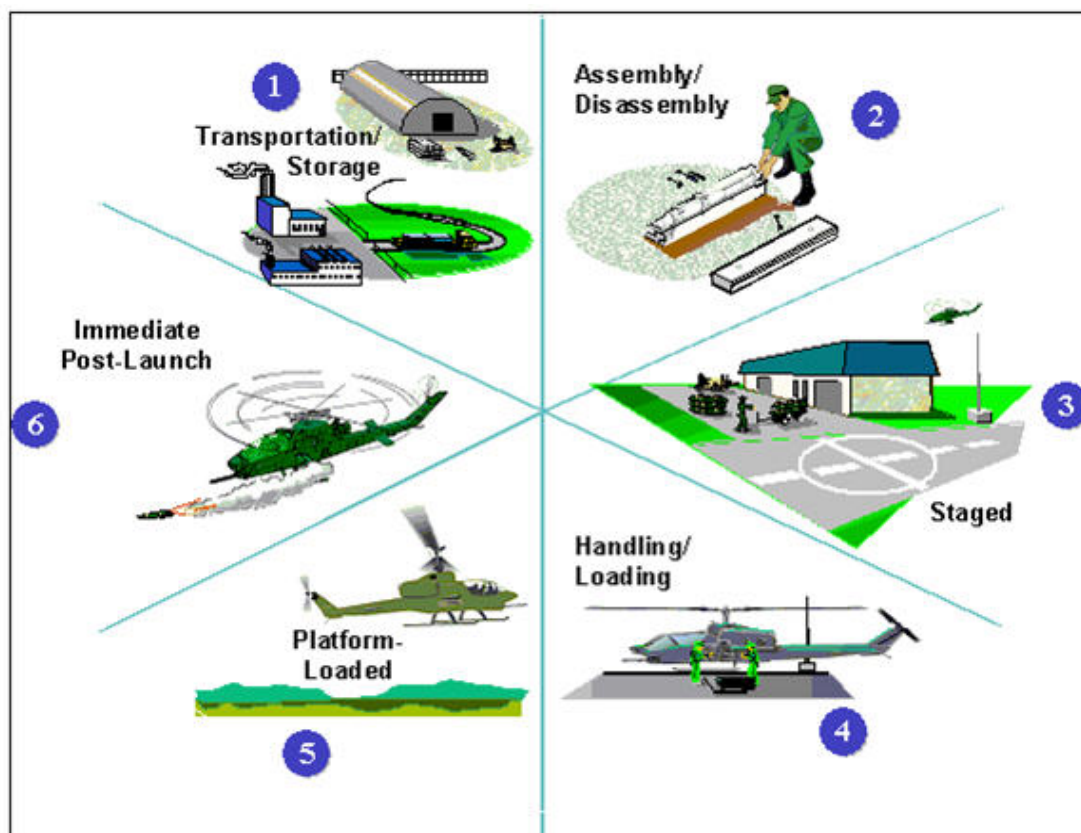 1
Transportation/
Storage
Assembly/
Disassembly
2
3
Staged
Handling/
Loading
4
Platform-
Loaded
5
Immediate
Post-Launch
6